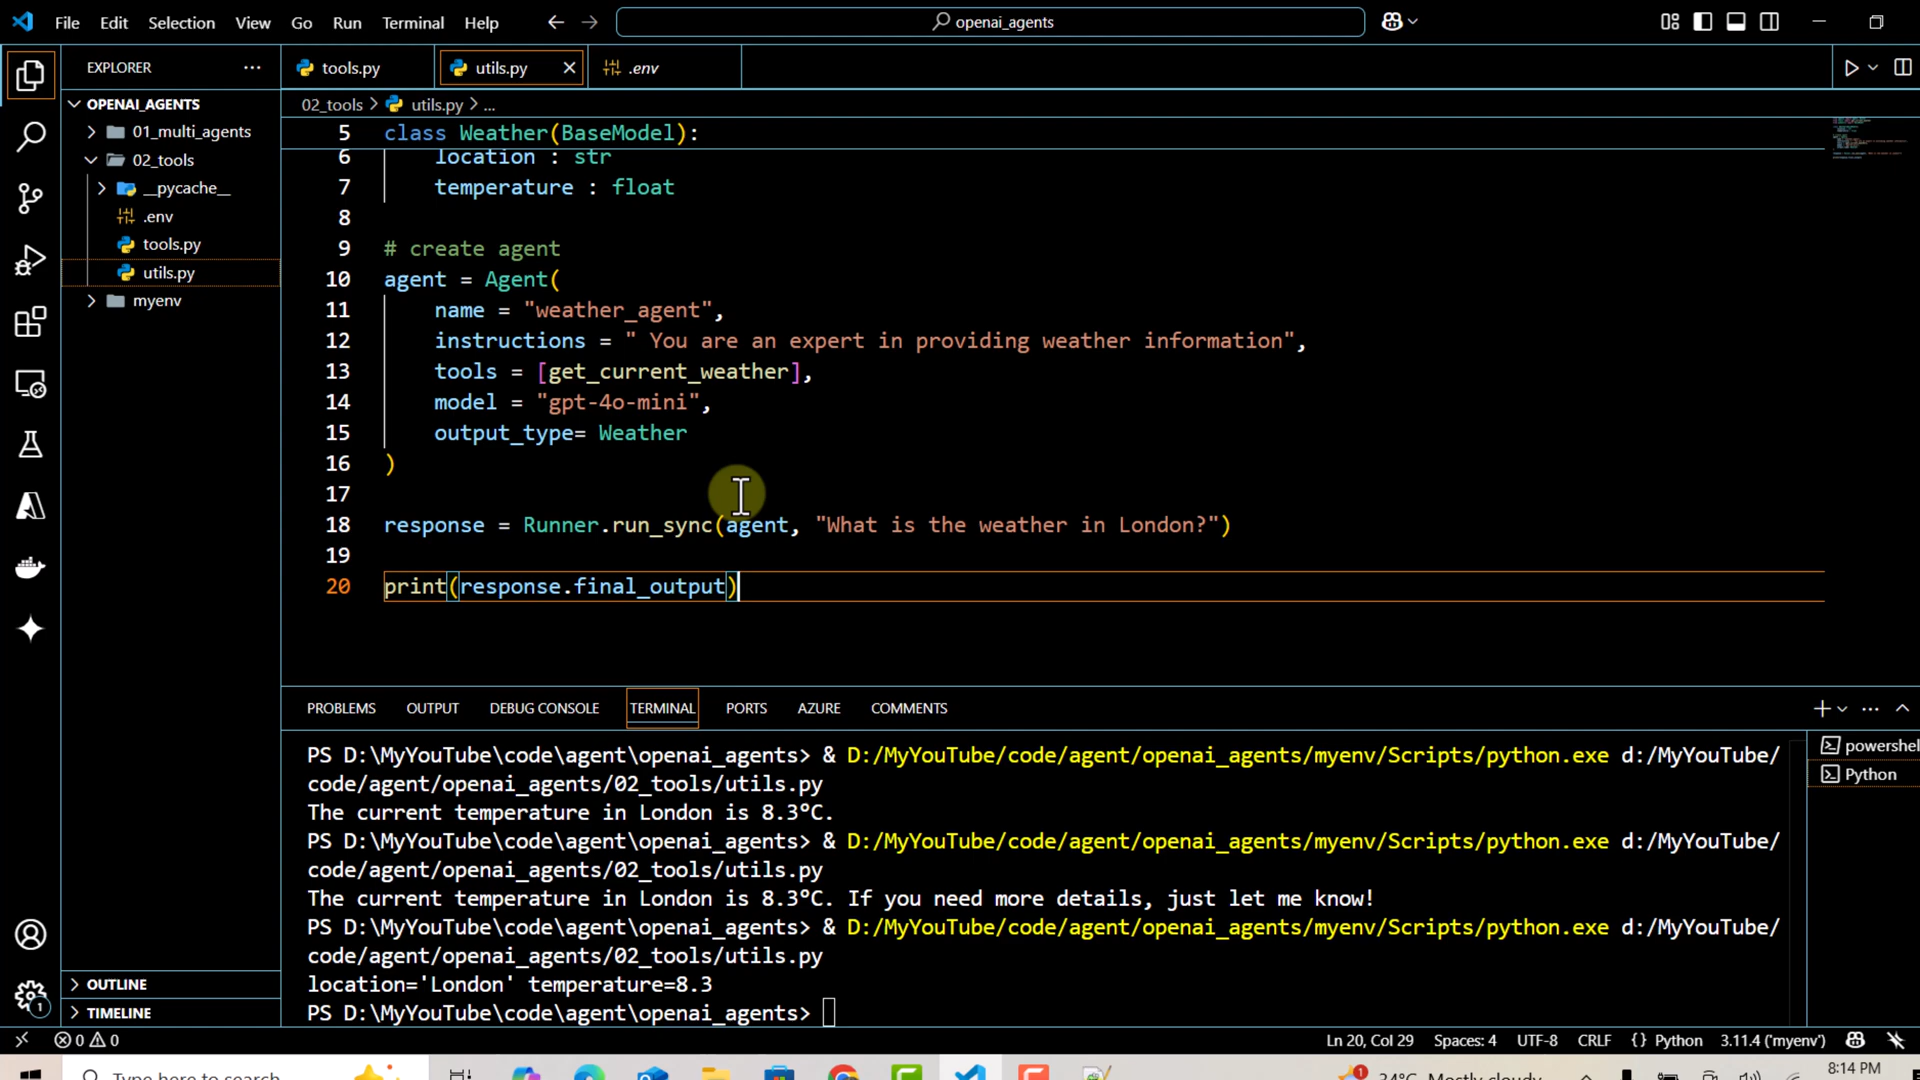 File Edit Selection View Go Run Terminal Help openai_agents
EXPLORER ··· tools.py utils.py .env
OPENAI_AGENTS
01_multi_agents
02_tools
__pycache__
.env
tools.py
utils.py
myenv
OUTLINE
TIMELINE
1
02_tools > utils.py > ...
5 class Weather(BaseModel):
6 location : str
7 temperature : float
8
9 # create agent
10 agent = Agent(
11 name = "weather_agent",
12 instructions = " You are an expert in providing weather information",
13 tools = [get_current_weather],
14 model = "gpt-4o-mini",
15 output_type= Weather
16 )
17
18 response = Runner.run_sync(agent, "What is the weather in London?")
19
20 print(response.final_output)
PROBLEMS OUTPUT DEBUG CONSOLE TERMINAL PORTS AZURE COMMENTS
PS D:\MyYouTube\code\agent\openai_agents> & D:/MyYouTube/code/agent/openai_agents/myenv/Scripts/python.exe d:/MyYouTube/
code/agent/openai_agents/02_tools/utils.py
The current temperature in London is 8.3°C.
PS D:\MyYouTube\code\agent\openai_agents> & D:/MyYouTube/code/agent/openai_agents/myenv/Scripts/python.exe d:/MyYouTube/
code/agent/openai_agents/02_tools/utils.py
The current temperature in London is 8.3°C. If you need more details, just let me know!
PS D:\MyYouTube\code\agent\openai_agents> & D:/MyYouTube/code/agent/openai_agents/myenv/Scripts/python.exe d:/MyYouTube/
code/agent/openai_agents/02_tools/utils.py
location='London' temperature=8.3
PS D:\MyYouTube\code\agent\openai_agents>
powershel
Python
0 0 Ln 20, Col 29 Spaces: 4 UTF-8 CRLF {} Python 3.11.4 ('myenv')
Type here to search 1 34°C Mostly cloudy 8:14 PM